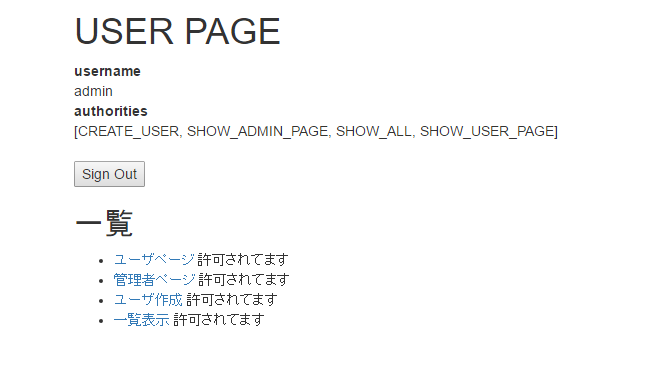 USER PAGE
username
admin
authorities
[CREATE_USER, SHOW_ADMIN_PAGE, SHOW_ALL, SHOW_USER_PAGE]
Sign Out
一覧
ユーザページ 許可されてます
管理者ページ 許可されてます
ユーザ作成 許可されてます
一覧表示 許可されてます